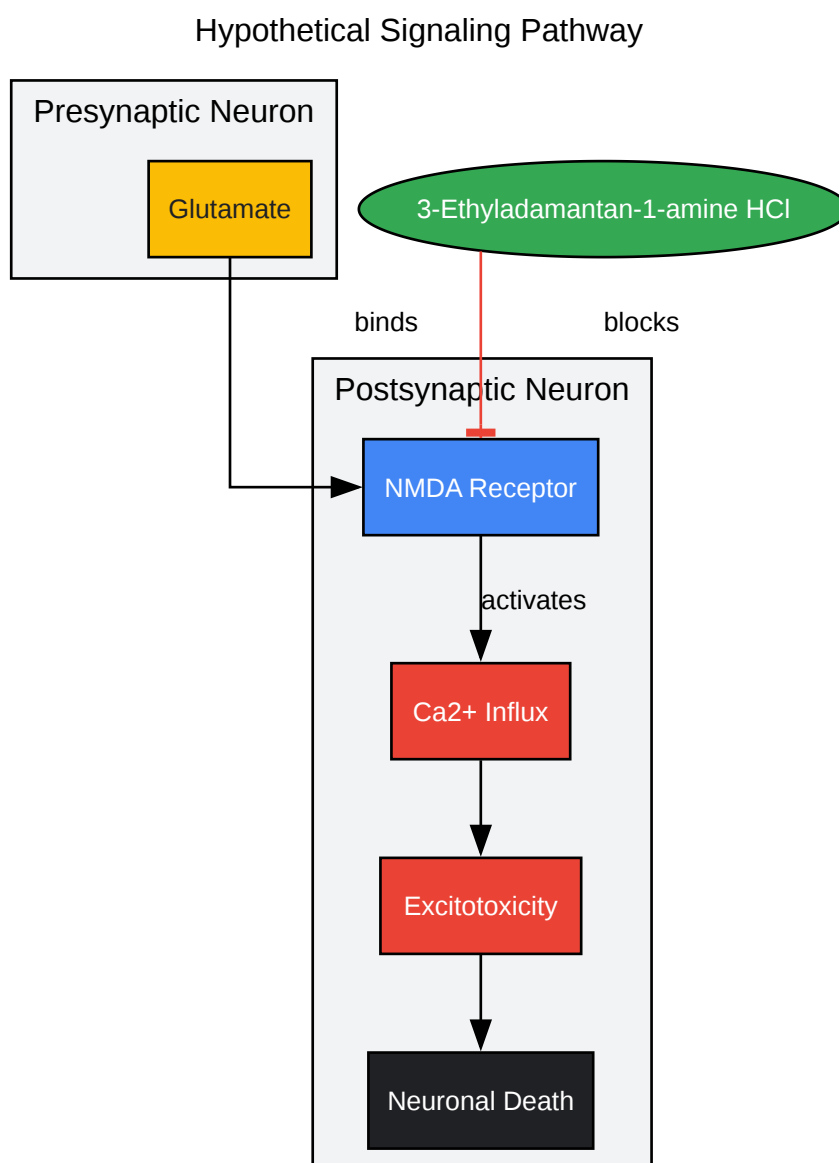 Hypothetical Signaling Pathway
Presynaptic Neuron
Glutamate
3-Ethyladamantan-1-amine HCl
binds
blocks
Postsynaptic Neuron
NMDA Receptor
activates
Ca2+ Influx
Excitotoxicity
Neuronal Death